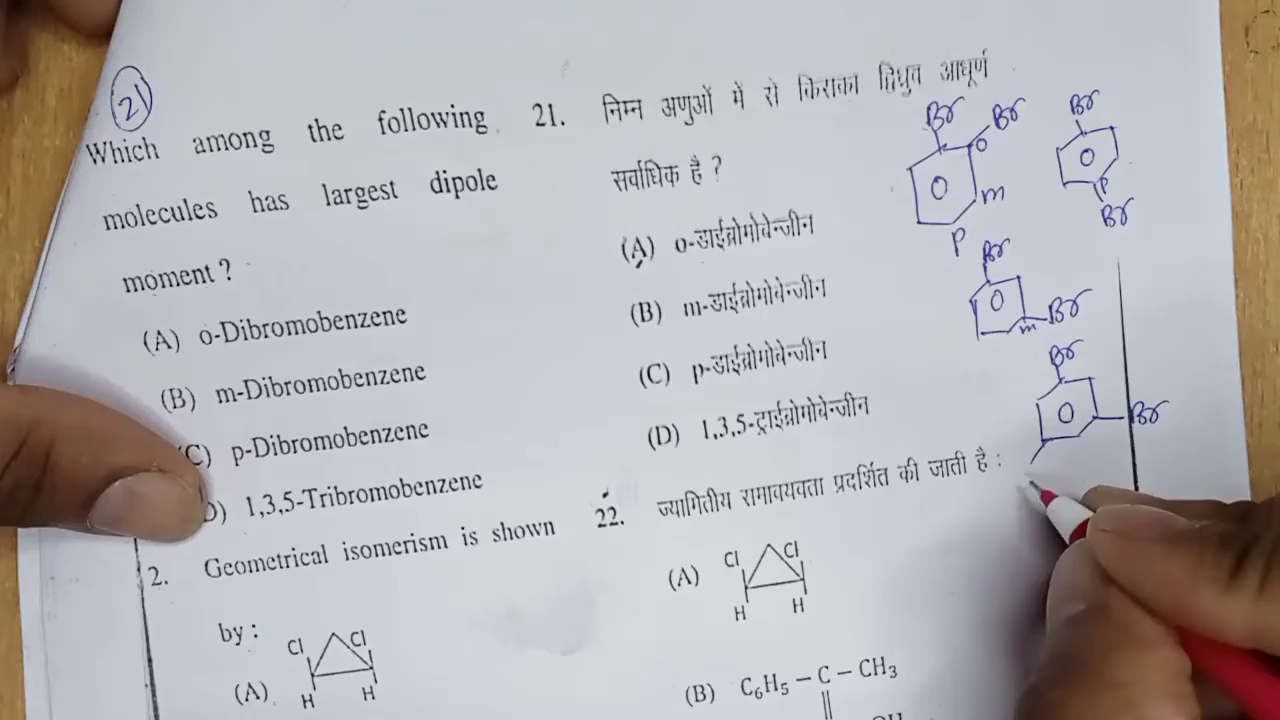 21
Which among the following
molecules has largest dipole
moment ?
(A) o-Dibromobenzene
(B) m-Dibromobenzene
C) p-Dibromobenzene
D) 1,3,5-Tribromobenzene
21. निम्न अणुओं में से किसका द्विध्रुव आघूर्ण
सर्वाधिक है ?
(A) o-डाईब्रोमोबेन्जीन
(B) m-डाईब्रोमोबेन्जीन
(C) p-डाईब्रोमोबेन्जीन
(D) 1,3,5-ट्राईब्रोमोबेन्जीन
Br Br
o
m
P
Br
P
Br
Br
m Br
Br
Br
2. Geometrical isomerism is shown
by :
(A) Cl Cl
H H
22. ज्यामितीय समावयवता प्रदर्शित की जाती है :
(A) Cl Cl
H H
(B) C₆H₅ – C – CH₃